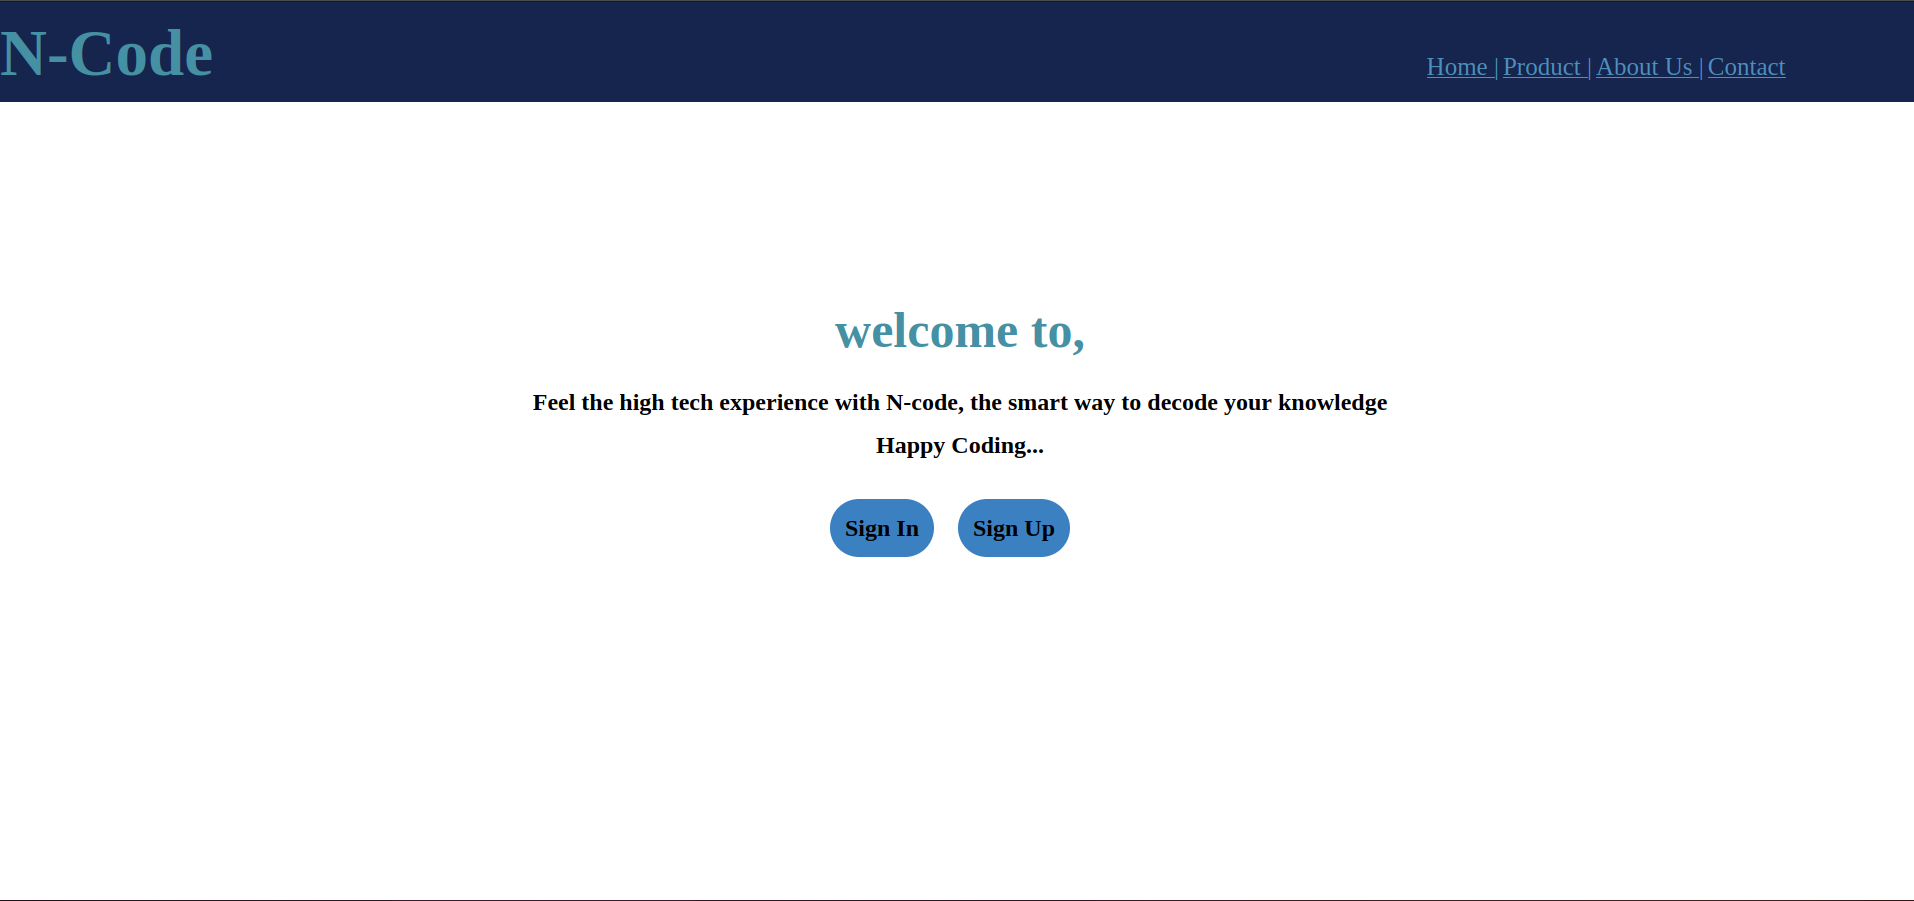 N-Code
Home | Product | About Us | Contact
welcome to,
Feel the high tech experience with N-code, the smart way to decode your knowledge
Happy Coding...
Sign In Sign Up